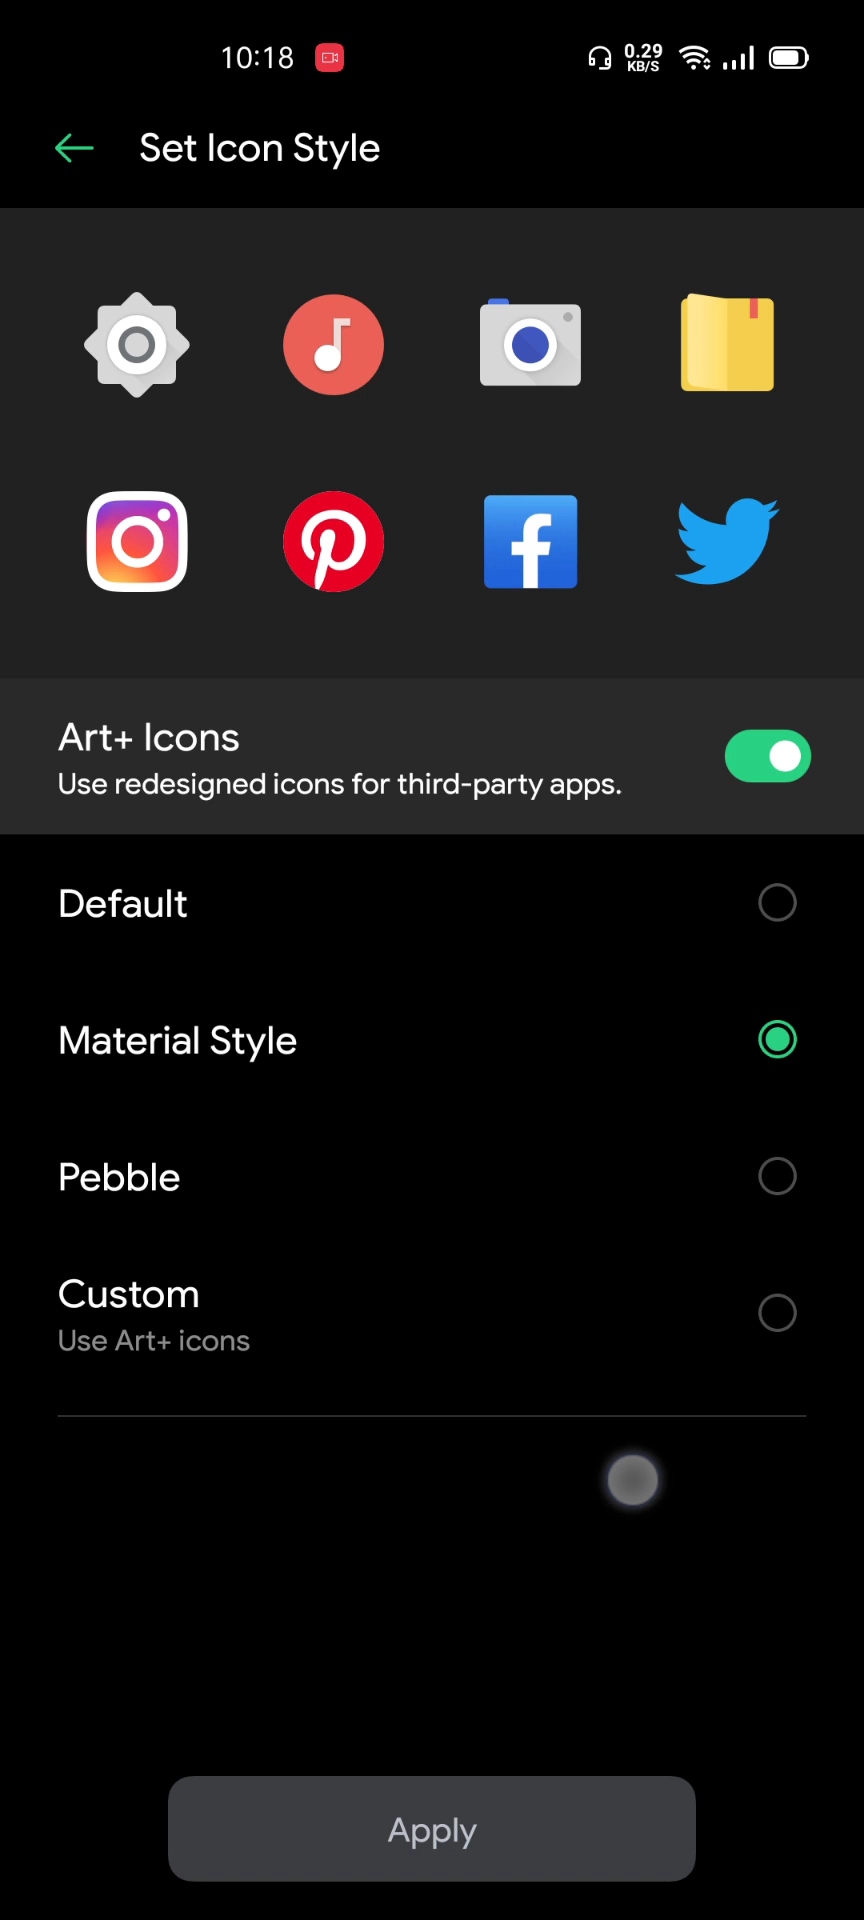 10:18
0.29
KB/S
Set Icon Style
Art+ Icons
Use redesigned icons for third-party apps.
Default
Material Style
Pebble
Custom
Use Art+ icons
Apply